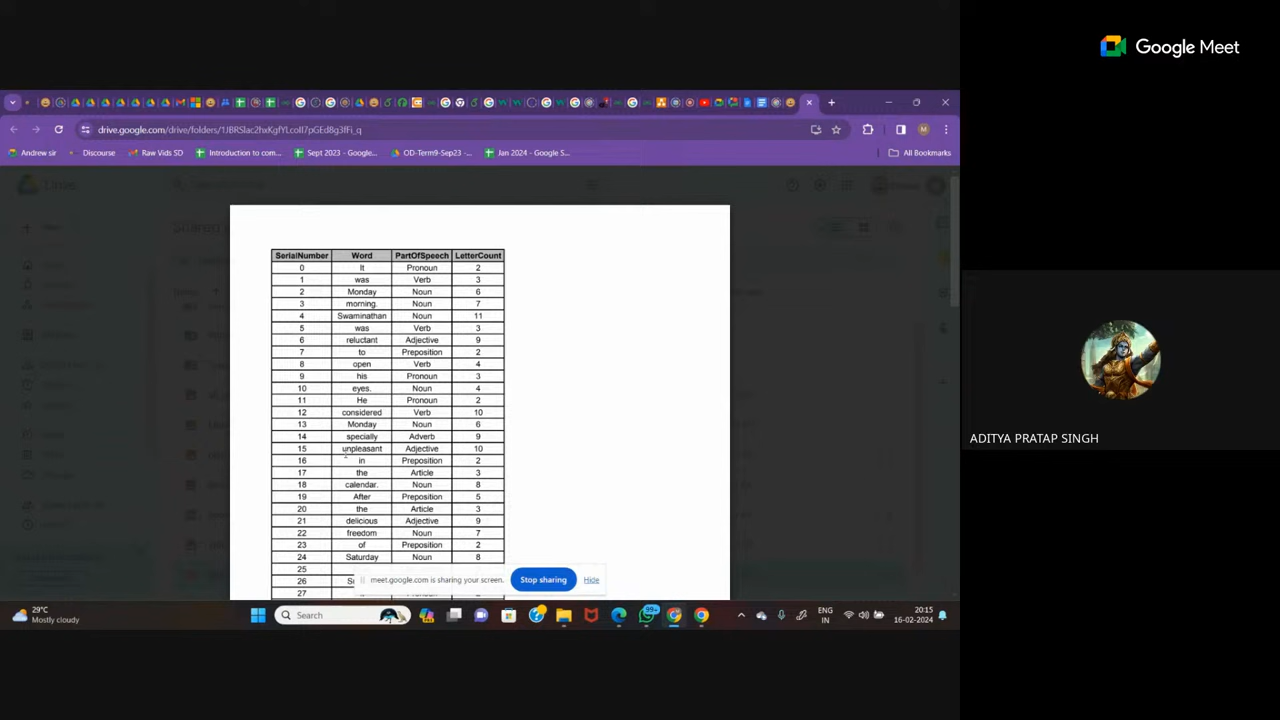 Google Meet
drive.google.com/drive/folders/1JBRSlac2hxKgfYLcolI7pGEd8g3fFi_q
Andrew sir Discourse Raw Vids SD Introduction to com... Sept 2023 - Google... OD-Term9-Sep23 -... Jan 2024 - Google S... All Bookmarks
SerialNumber Word PartOfSpeech LetterCount
0 It Pronoun 2
1 was Verb 3
2 Monday Noun 6
3 morning. Noun 7
4 Swaminathan Noun 11
5 was Verb 3
6 reluctant Adjective 9
7 to Preposition 2
8 open Verb 4
9 his Pronoun 3
10 eyes. Noun 4
11 He Pronoun 2
12 considered Verb 10
13 Monday Noun 6
14 specially Adverb 9
15 unpleasant Adjective 10
16 in Preposition 2
17 the Article 3
18 calendar. Noun 8
19 After Preposition 5
20 the Article 3
21 delicious Adjective 9
22 freedom Noun 7
23 of Preposition 2
24 Saturday Noun 8
25
26
27
meet.google.com is sharing your screen. Stop sharing Hide
ADITYA PRATAP SINGH
29°C
Mostly cloudy
Search
99+
ENG
IN
20:15
16-02-2024